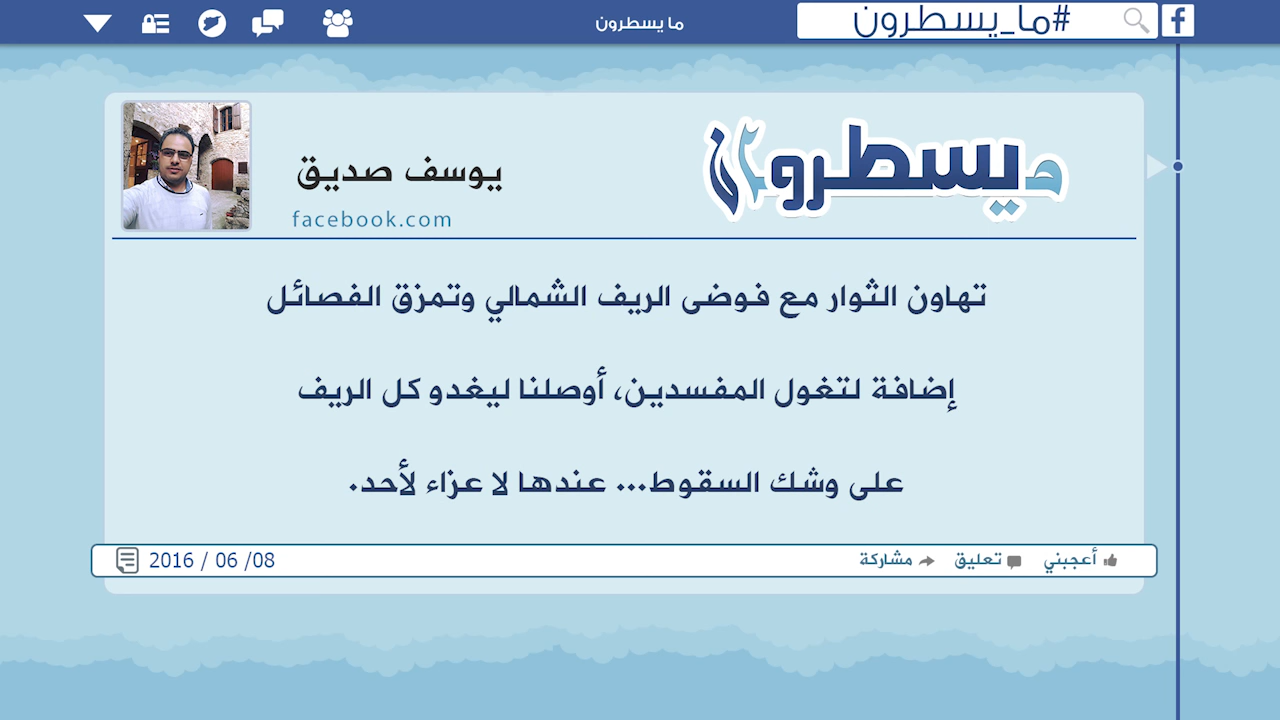 #ما_يسطرون
ما يسطرون
ما يسطرون
يوسف صديق
facebook.com
تهاون الثوار مع فوضى الريف الشمالي وتمزق الفصائل
إضافة لتغول المفسدين، أوصلنا ليغدو كل الريف
على وشك السقوط... عندها لا عزاء لأحد.
أعجبني تعليق مشاركة
2016 / 06 /08